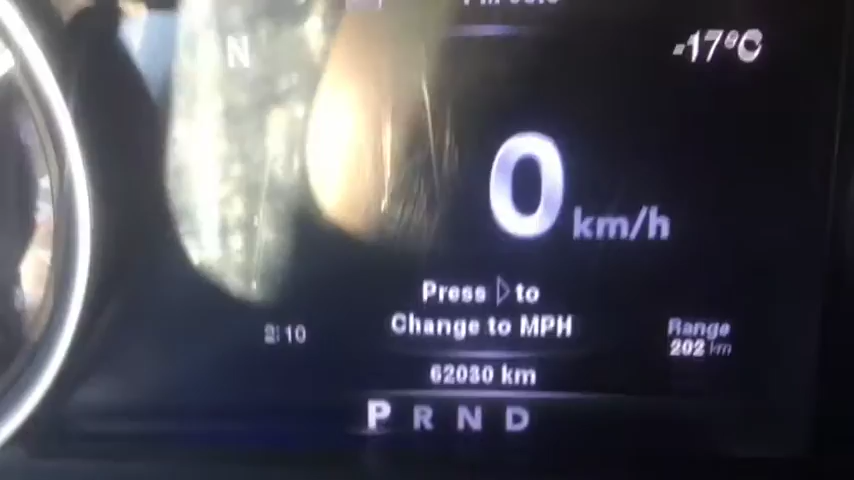 N
-17°C
0 km/h
Press ▷ to
Change to MPH
2:10
Range
202 km
62030 km
P R N D